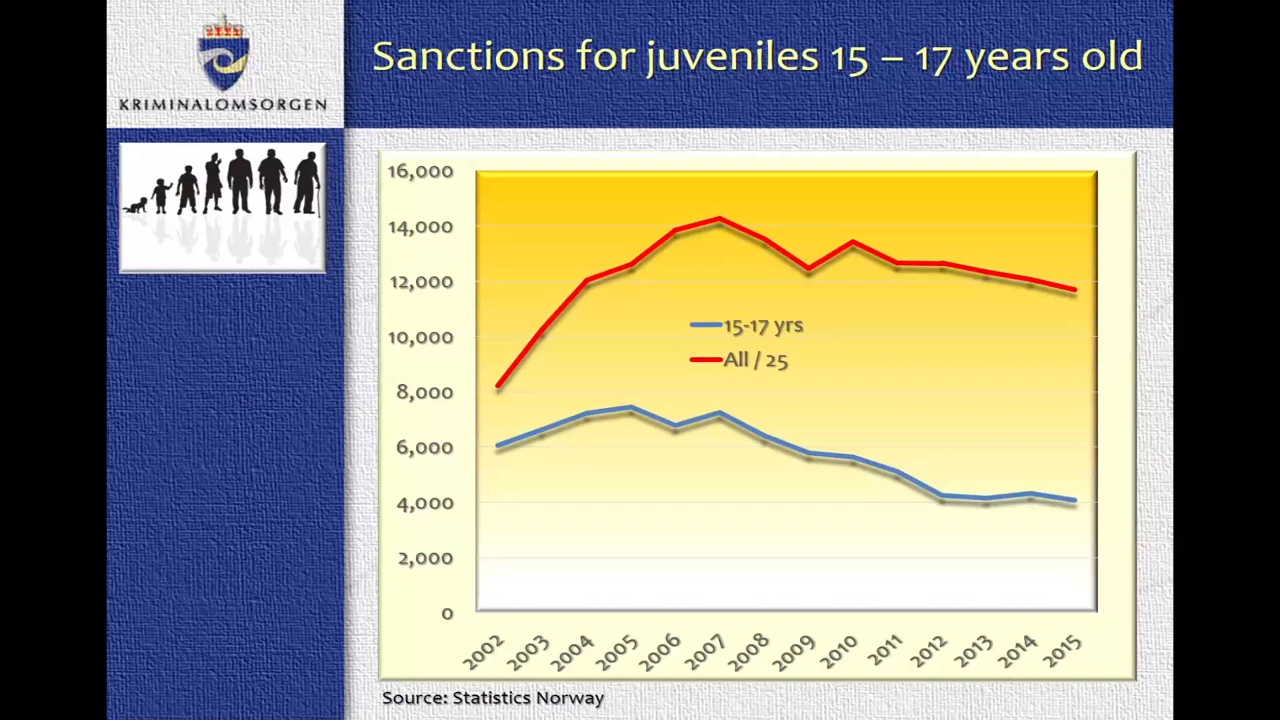 KRIMINALOMSORGEN
Sanctions for juveniles 15 – 17 years old
16,000
14,000
12,000
10,000
8,000
6,000
4,000
2,000
0
15-17 yrs
All / 25
2002 2003 2004 2005 2006 2007 2008 2009 2010 2011 2012 2013 2014 2015
Source: Statistics Norway